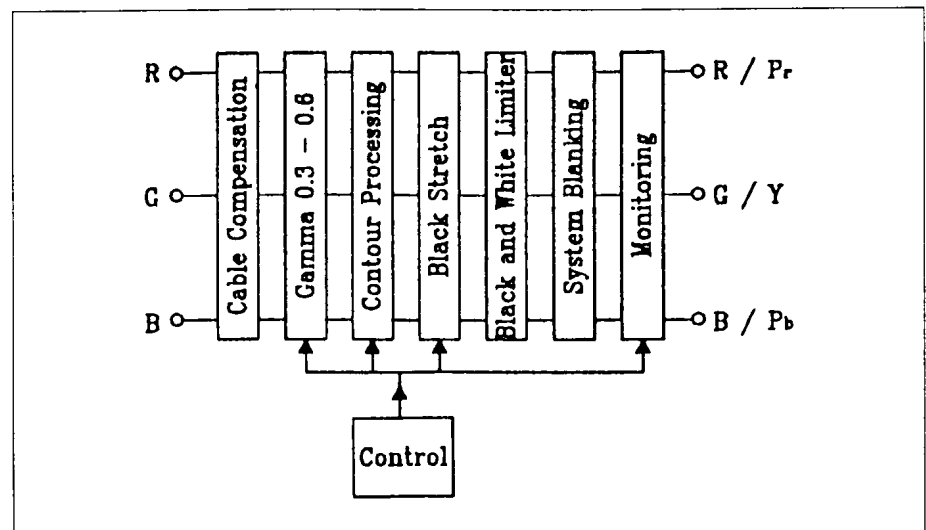 R
G
B
Cable Compensation
Gamma 0.3 - 0.6
Contour Processing
Black Stretch
Black and White Limiter
System Blanking
Monitoring
R / Pr
G / Y
B / Pb
Control